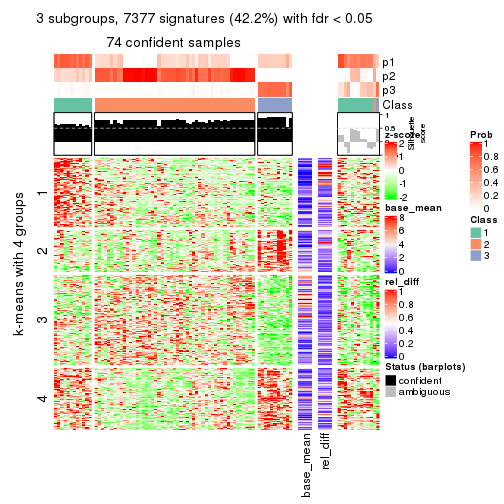 3 subgroups, 7377 signatures (42.2%) with fdr < 0.05
74 confident samples
p1
p2
p3
Class
1
0.5
0
Silhouette
score
k-means with 4 groups
1
2
3
4
base_mean
rel_diff
z-score
2
1
0
-1
-2
base_mean
8
6
4
2
0
rel_diff
1
0.8
0.6
0.4
0.2
0
Status (barplots)
confident
ambiguous
Prob
1
0.8
0.6
0.4
0.2
0
Class
1
2
3